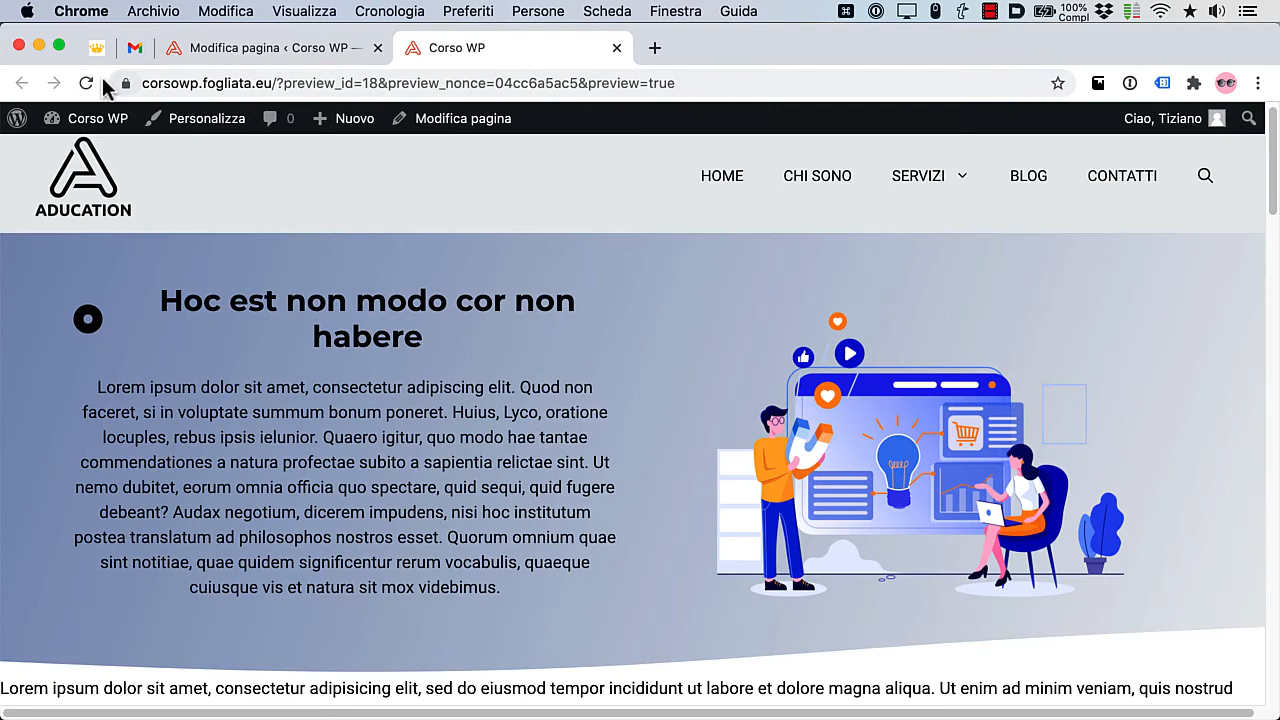 Chrome Archivio Modifica Visualizza Cronologia Preferiti Persone Scheda Finestra Guida 100% Compl
Modifica pagina ‹ Corso WP — Corso WP
corsowp.fogliata.eu/?preview_id=18&preview_nonce=04cc6a5ac5&preview=true
Corso WP Personalizza 0 Nuovo Modifica pagina Ciao, Tiziano
ADUCATION
HOME CHI SONO SERVIZI BLOG CONTATTI
Hoc est non modo cor non
habere
Lorem ipsum dolor sit amet, consectetur adipiscing elit. Quod non
faceret, si in voluptate summum bonum poneret. Huius, Lyco, oratione
locuples, rebus ipsis ielunior. Quaero igitur, quo modo hae tantae
commendationes a natura profectae subito a sapientia relictae sint. Ut
nemo dubitet, eorum omnia officia quo spectare, quid sequi, quid fugere
debeant? Audax negotium, dicerem impudens, nisi hoc institutum
postea translatum ad philosophos nostros esset. Quorum omnium quae
sint notitiae, quae quidem significentur rerum vocabulis, quaeque
cuiusque vis et natura sit mox videbimus.
Lorem ipsum dolor sit amet, consectetur adipisicing elit, sed do eiusmod tempor incididunt ut labore et dolore magna aliqua. Ut enim ad minim veniam, quis nostrud